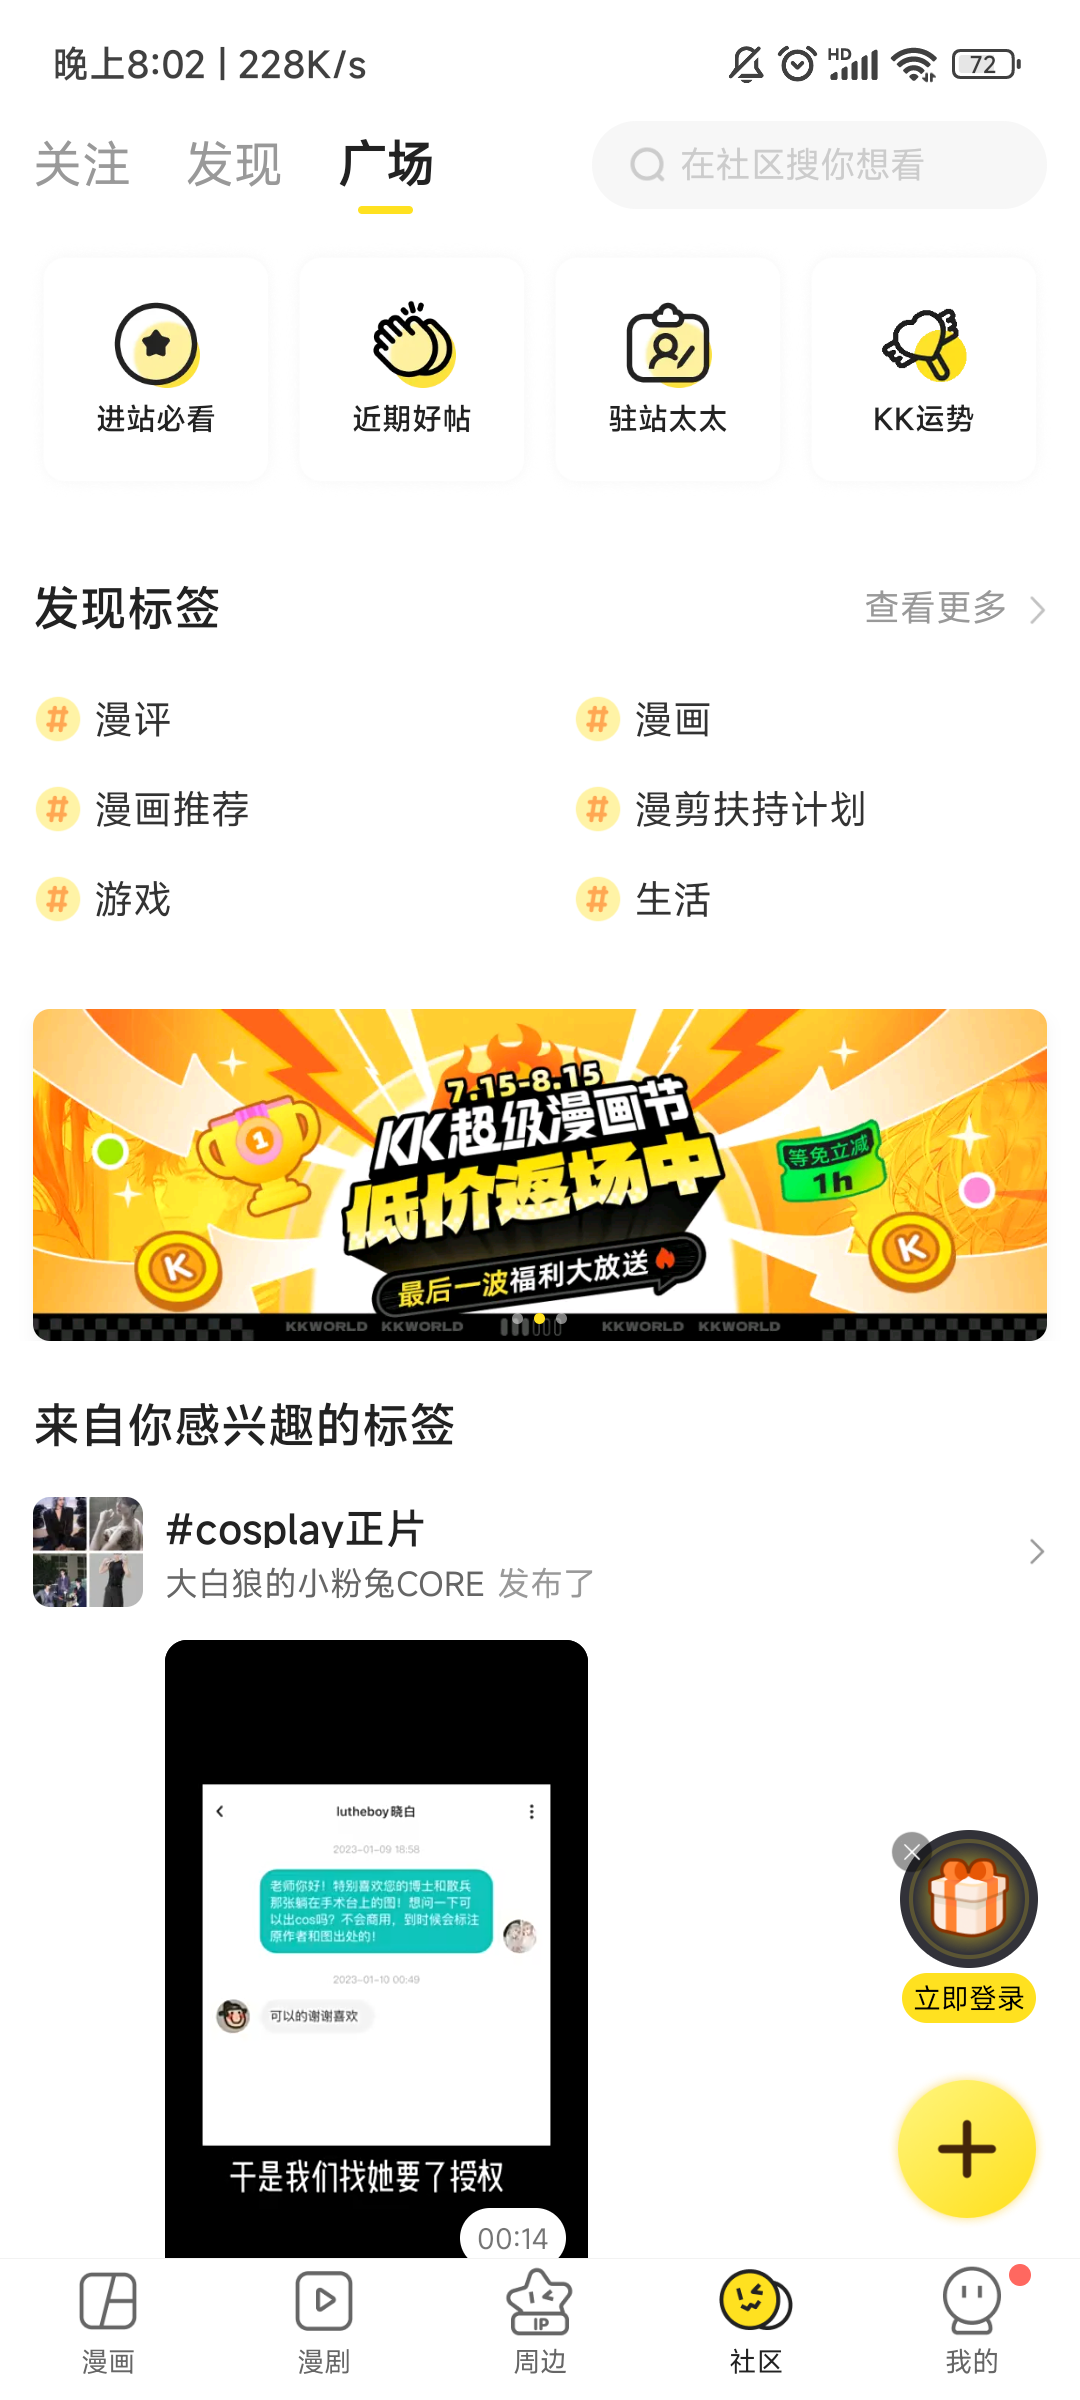 晚上8:02 | 228K/s
HD
72
关注
发现
广场
在社区搜你想看
进站必看
近期好帖
驻站太太
KK运势
发现标签
查看更多
# 漫评
# 漫画
# 漫画推荐
# 漫剪扶持计划
# 游戏
# 生活
7.15-8.15
KK超级漫画节
低价返场中
最后一波福利大放送
1
等免立减
1h
K
K
KKWORLD KKWORLD
KKWORLD KKWORLD
来自你感兴趣的标签
#cosplay正片
大白狼的小粉兔CORE 发布了
lutheboy晓白
2023-01-09 18:58
老师你好！特别喜欢您的博士和散兵
那张躺在手术台上的图！想问一下可
以出cos吗？不会商用，到时候会标注
原作者和图出处的！
2023-01-10 00:49
可以的谢谢喜欢
于是我们找她要了授权
00:14
立即登录
漫画
漫剧
IP
周边
社区
我的